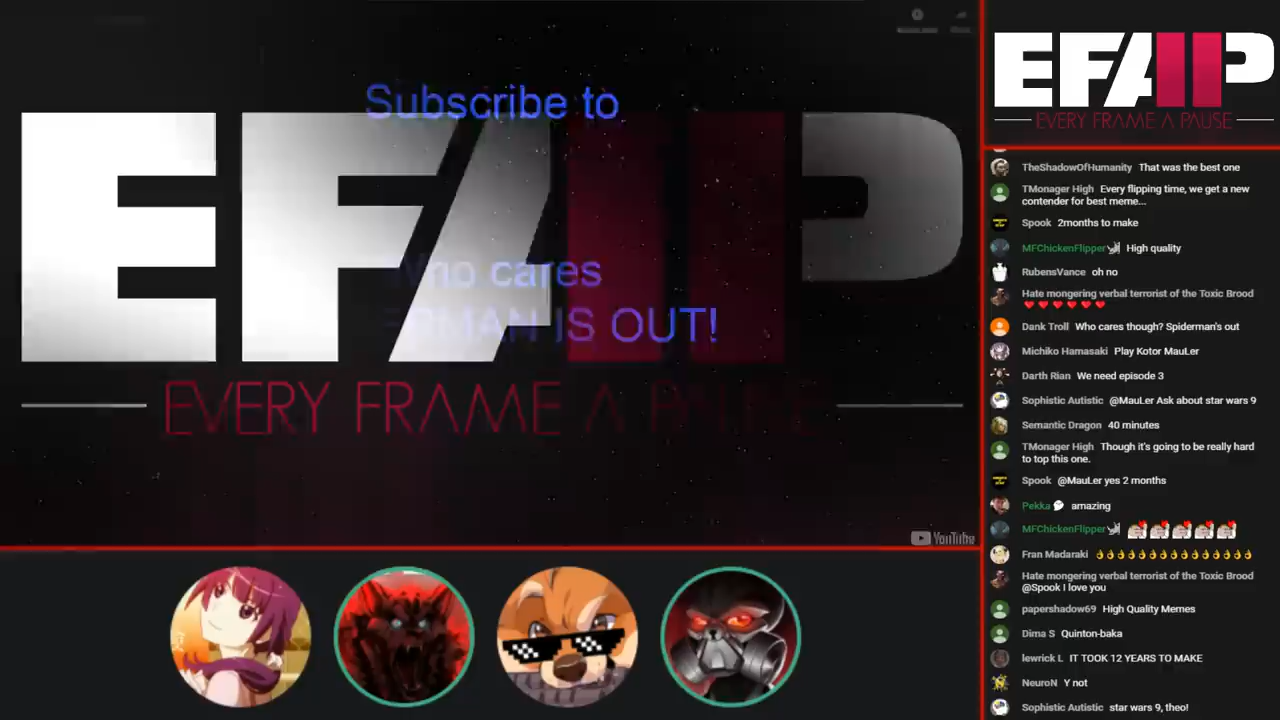 Subscribe to
EFAP
Who cares
ERMAN IS OUT!
EVERY FRAME A PAUSE
YouTube
EFAP
EVERY FRAME A PAUSE
TheShadowOfHumanity That was the best one
TMonager High Every flipping time, we get a new
contender for best meme...
Spook 2months to make
MFChickenFlipper High quality
RubensVance oh no
Hate mongering verbal terrorist of the Toxic Brood
Dank Troll Who cares though? Spiderman's out
Michiko Hamasaki Play Kotor MauLer
Darth Rian We need episode 3
Sophistic Autistic @MauLer Ask about star wars 9
Semantic Dragon 40 minutes
TMonager High Though it's going to be really hard
to top this one.
Spook @MauLer yes 2 months
Pekka amazing
MFChickenFlipper
Fran Madaraki
Hate mongering verbal terrorist of the Toxic Brood
@Spook I love you
papershadow69 High Quality Memes
Dima S Quinton-baka
lewrick L IT TOOK 12 YEARS TO MAKE
NeuroN Y not
Sophistic Autistic star wars 9, theo!